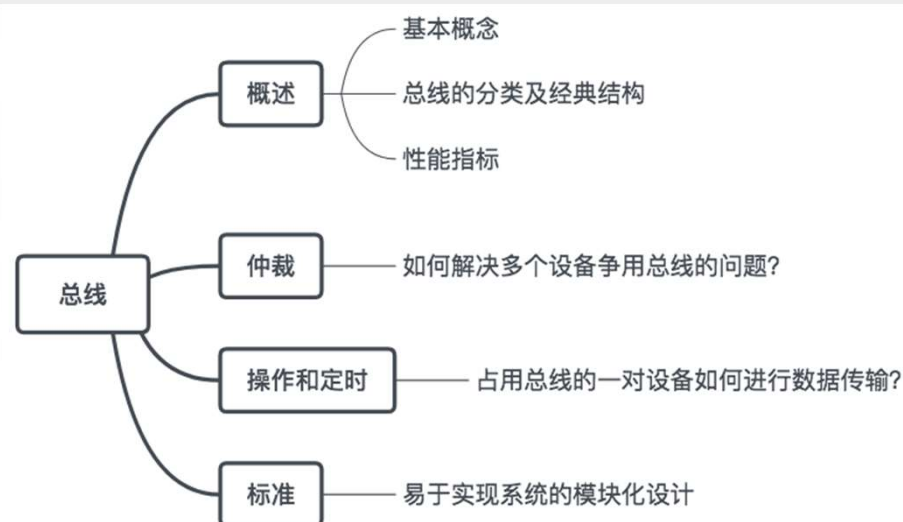 基本概念
概述
总线的分类及经典结构
性能指标
仲裁
如何解决多个设备争用总线的问题?
总线
操作和定时
占用总线的一对设备如何进行数据传输?
标准
易于实现系统的模块化设计